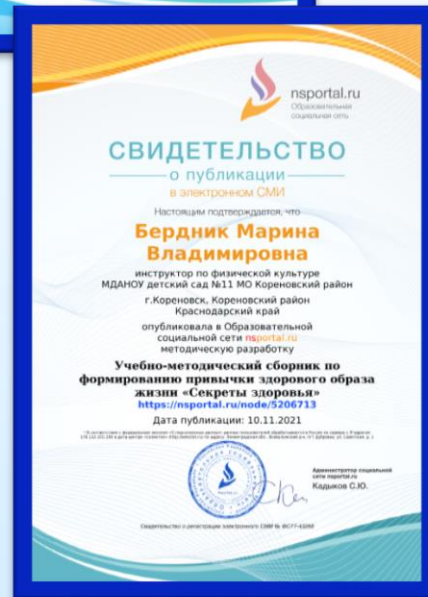 nsportal.ru
Образовательная
социальная сеть
СВИДЕТЕЛЬСТВО
о публикации
в электронном СМИ
Настоящим подтверждается, что
Бердник Марина
Владимировна
инструктор по физической культуре
МДАНОУ детский сад №11 МО Кореновский район
г.Кореновск, Кореновский район
Краснодарский край
опубликовала в Образовательной
социальной сети nsportal.ru
методическую разработку
Учебно-методический сборник по
формированию привычки здорового образа
жизни «Секреты здоровья»
https://nsportal.ru/node/5206713
Дата публикации: 10.11.2021
Администратор социальной
сети nsportal.ru
Кадыков С.Ю.
Свидетельство о регистрации электронного СМИ №